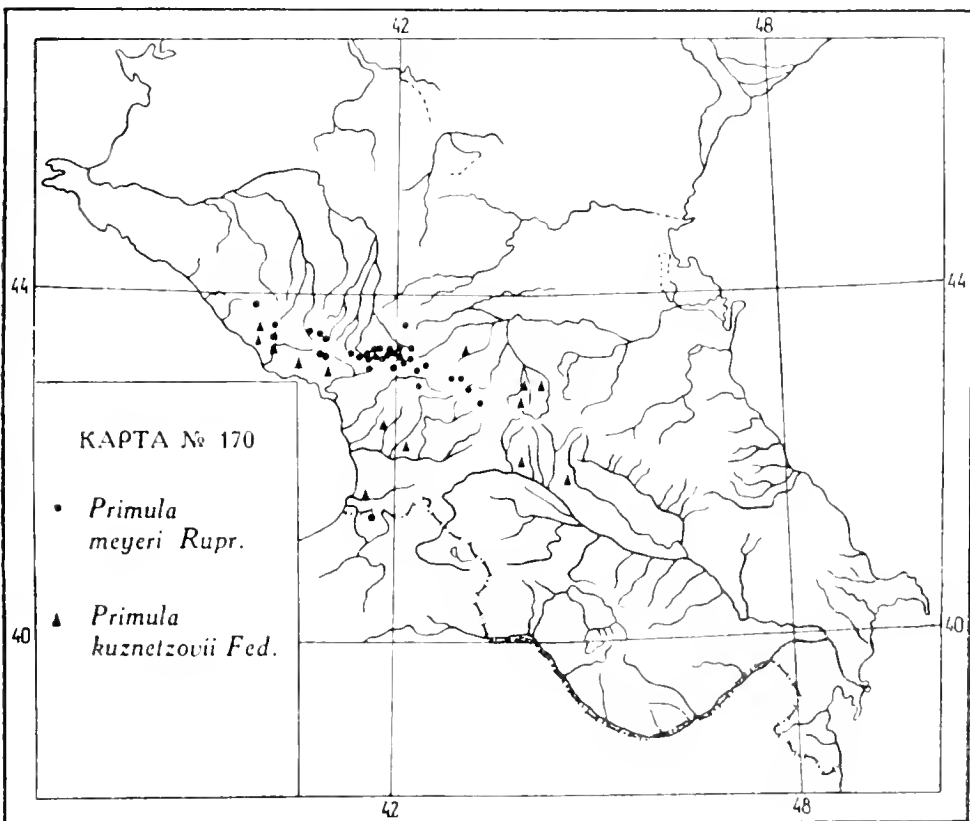 42 48
44 44
КАРТА № 170
• Primula
meyeri Rupr.
▲ Primula
kuznetzovii Fed.
40 40
42 48